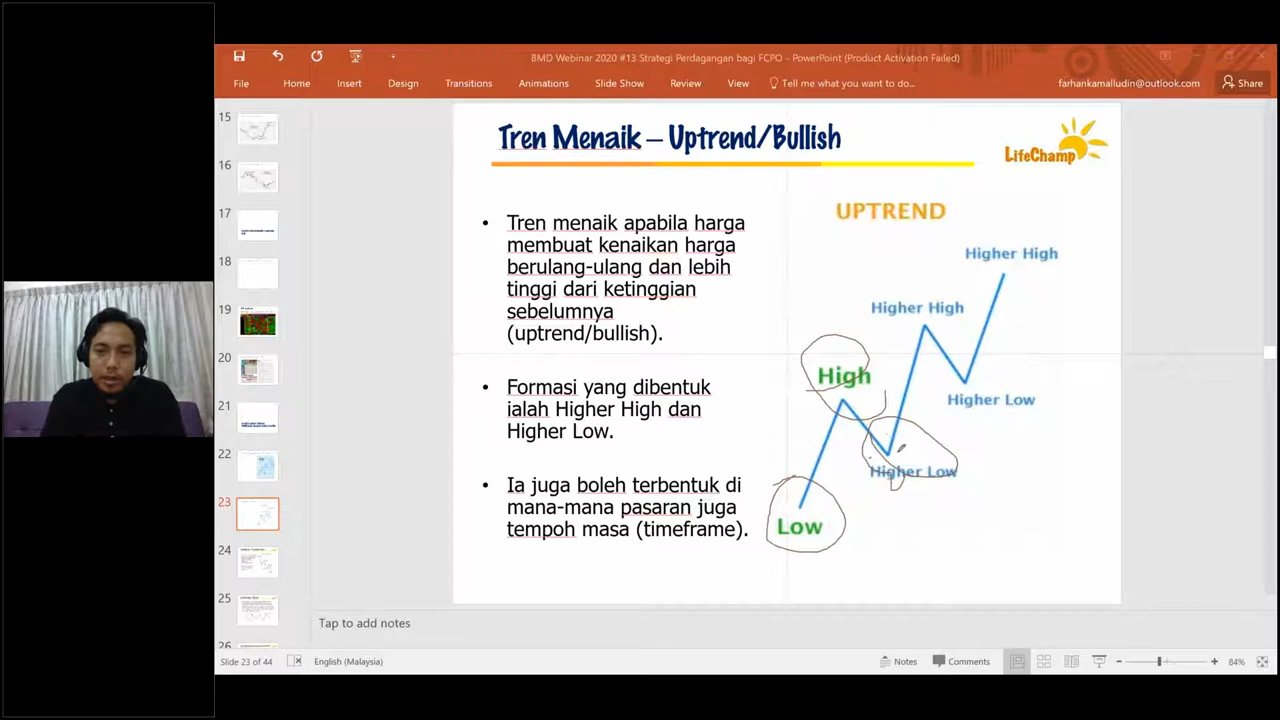 BMD Webinar 2020 #13 Strategi Perdagangan bagi FCPO - PowerPoint (Product Activation Failed)
File Home Insert Design Transitions Animations Slide Show Review View Tell me what you want to do... farhankamalludin@outlook.com Share
15
16
17
18
19
20
21
22
23
24
25
26
Tren Menaik – Uptrend/Bullish
LifeChamp
• Tren menaik apabila harga
membuat kenaikan harga
berulang-ulang dan lebih
tinggi dari ketinggian
sebelumnya
(uptrend/bullish).
• Formasi yang dibentuk
ialah Higher High dan
Higher Low.
• Ia juga boleh terbentuk di
mana-mana pasaran juga
tempoh masa (timeframe).
UPTREND
Higher High
Higher High
High
Higher Low
Higher Low
Low
Tap to add notes
Slide 23 of 44 English (Malaysia) Notes Comments 84%